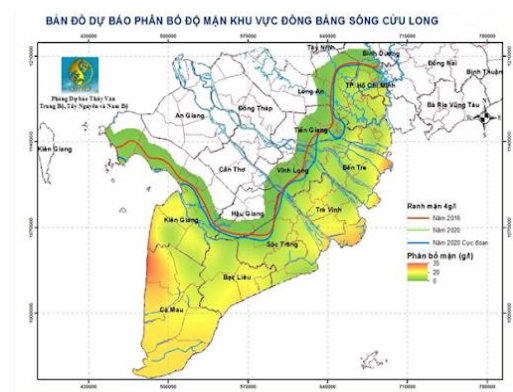 BẢN ĐỒ DỰ BÁO PHÂN BỐ ĐỘ MẶN KHU VỰC ĐỒNG BẰNG SÔNG CỬU LONG
Phòng Dự báo Thủy Văn
Trung Bộ, Tây Nguyên và Nam Bộ
Tây Ninh
Bình Dương
Đồng Nai
Bình Thuận
Long An
TP. Hồ Chí Minh
Bà Rịa Vũng Tàu
Đồng Tháp
An Giang
Tiền Giang
Kiên Giang
Cần Thơ
Vĩnh Long
Bến Tre
Hậu Giang
Trà Vinh
Kiên Giang
Sóc Trăng
Bạc Liêu
Cà Mau
Ranh mặn 4g/l
Năm 2016
Năm 2020
Năm 2020 Cực đoan
Phân bố mặn (g/l)
35
20
0